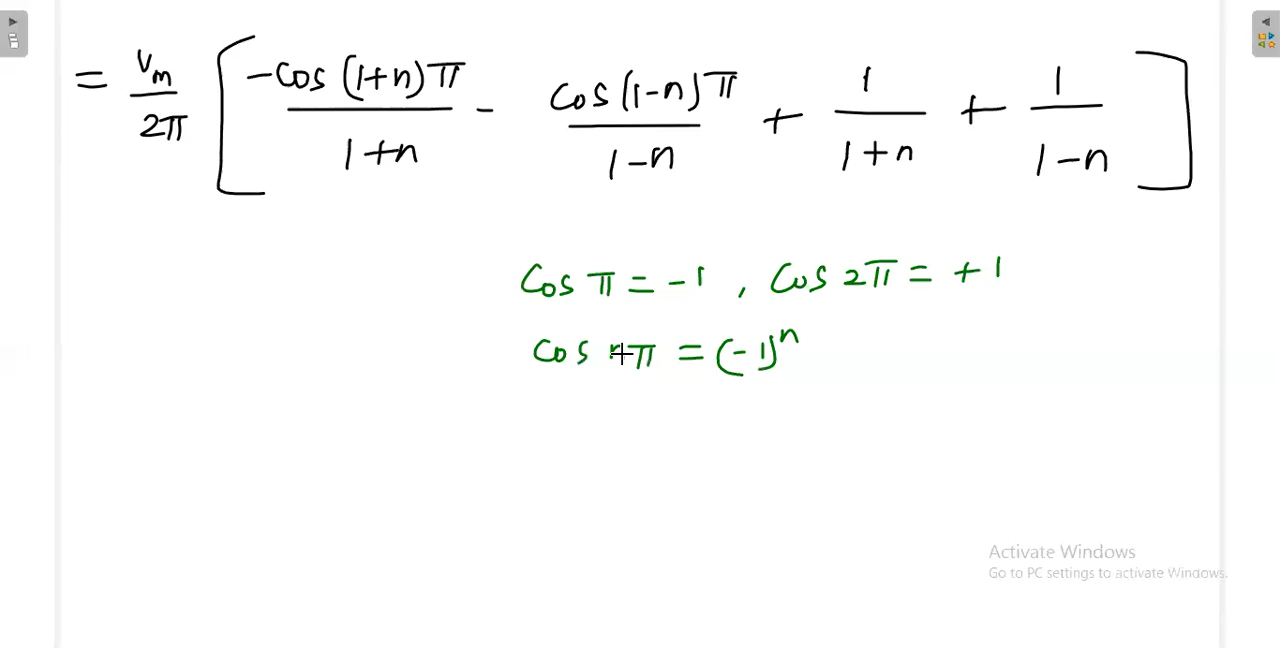 = Vm/2π [ -cos (1+n)π/1+n - cos (1-n)π/1-n + 1/1+n + 1/1-n ]
cos π = -1 , cos 2π = +1
cos nπ = (-1)ⁿ
Activate Windows
Go to PC settings to activate Windows.